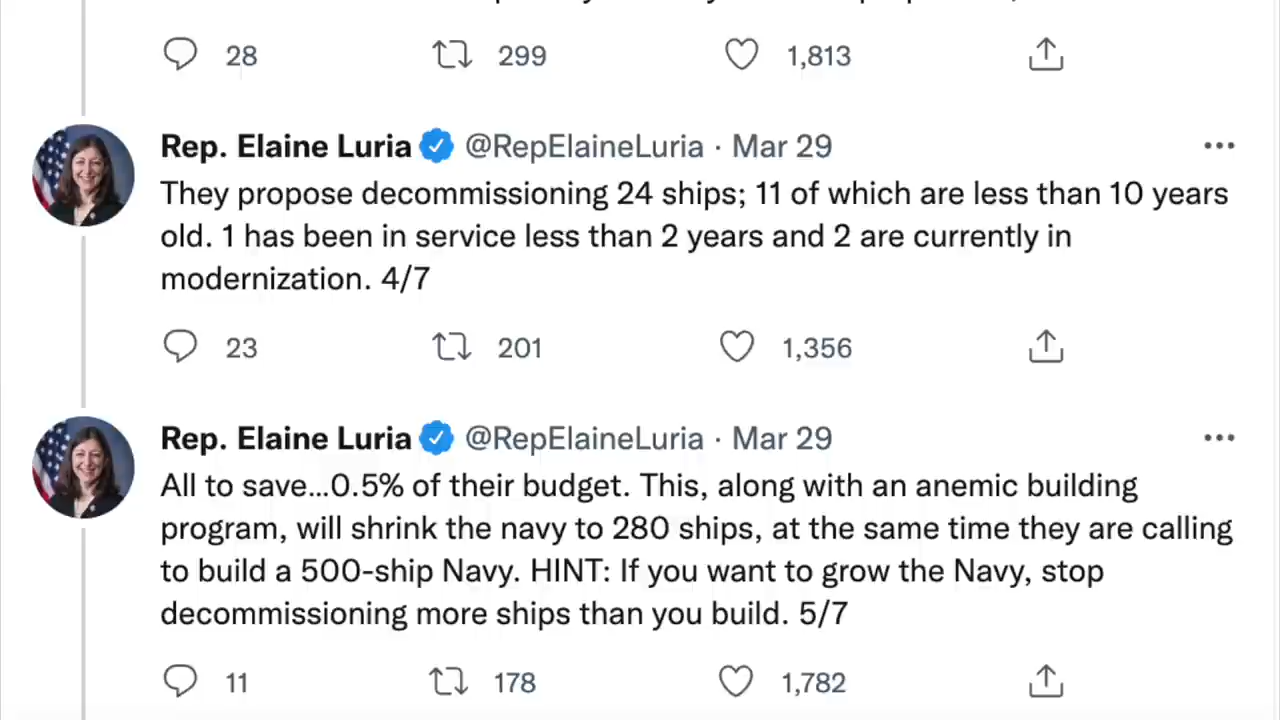 28 299 1,813
Rep. Elaine Luria @RepElaineLuria · Mar 29
They propose decommissioning 24 ships; 11 of which are less than 10 years
old. 1 has been in service less than 2 years and 2 are currently in
modernization. 4/7
23 201 1,356
Rep. Elaine Luria @RepElaineLuria · Mar 29
All to save...0.5% of their budget. This, along with an anemic building
program, will shrink the navy to 280 ships, at the same time they are calling
to build a 500-ship Navy. HINT: If you want to grow the Navy, stop
decommissioning more ships than you build. 5/7
11 178 1,782